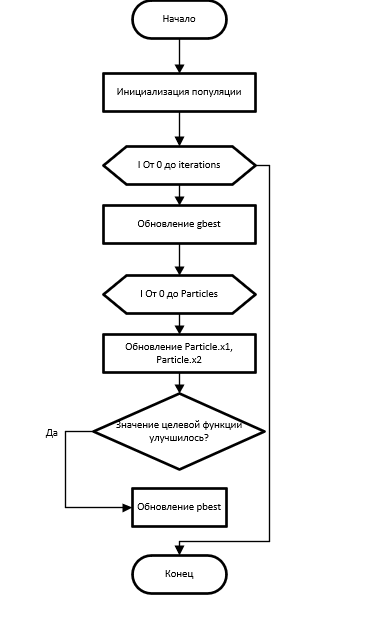 Начало
Инициализация популяции
I От 0 до iterations
Обновление gbest
I От 0 до Particles
Обновление Particle.x1,
Particle.x2
Значение целевой функции
улучшилось?
Да
Обновление pbest
Конец